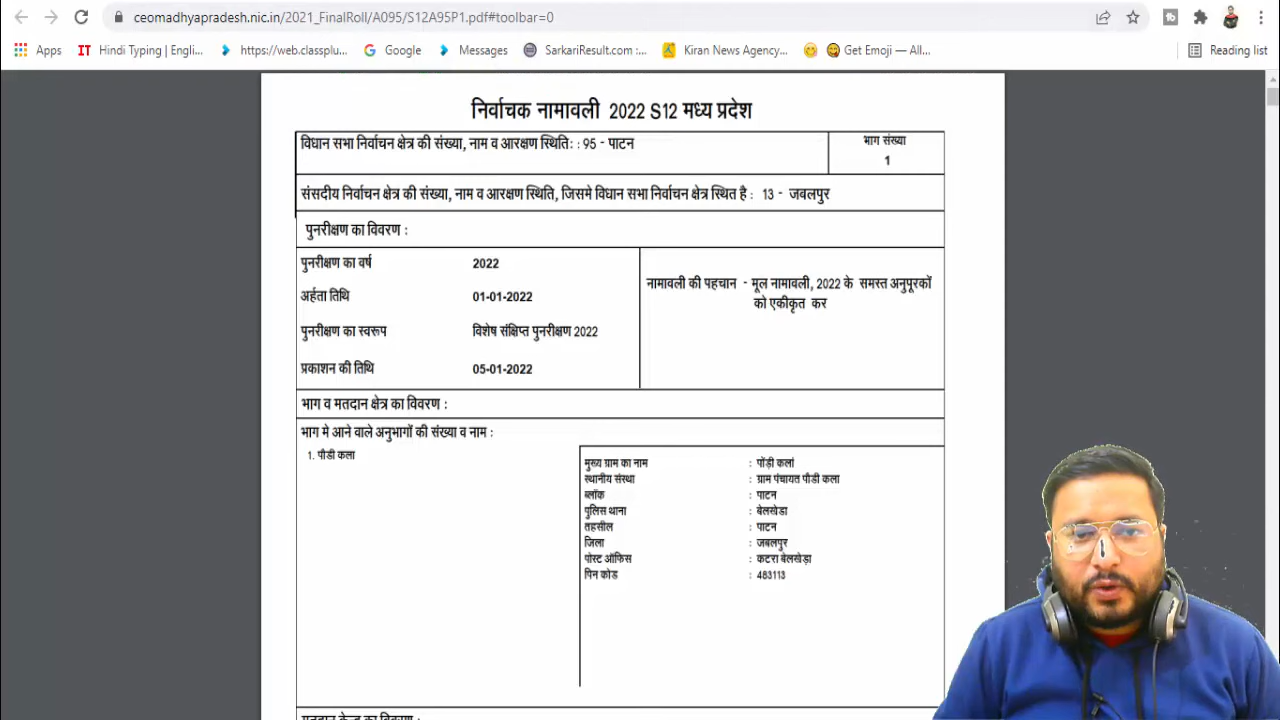 ceomadhyapradesh.nic.in/2021_FinalRoll/A095/S12A95P1.pdf#toolbar=0
Apps IT Hindi Typing | Engli... https://web.classplu... Google Messages SarkariResult.com :... Kiran News Agency... Get Emoji — All... Reading list
निर्वाचक नामावली 2022 S12 मध्य प्रदेश
विधान सभा निर्वाचन क्षेत्र की संख्या, नाम व आरक्षण स्थितिः : 95 - पाटन
भाग संख्या
1
संसदीय निर्वाचन क्षेत्र की संख्या, नाम व आरक्षण स्थिति, जिसमे विधान सभा निर्वाचन क्षेत्र स्थित है : 13 - जवलपुर
पुनरीक्षण का विवरण :
पुनरीक्षण का वर्ष 2022
अर्हता तिथि 01-01-2022
पुनरीक्षण का स्वरूप विशेष संक्षिप्त पुनरीक्षण 2022
प्रकाशन की तिथि 05-01-2022
नामावली की पहचान - मूल नामावली, 2022 के समस्त अनुपूरकों
को एकीकृत कर
भाग व मतदान क्षेत्र का विवरण :
भाग मे आने वाले अनुभागों की संख्या व नाम :
1. पौडी कला
मुख्य ग्राम का नाम : पोंड़ी कलां
स्थानीय संस्था : ग्राम पंचायत पौडी कला
ब्लॉक : पाटन
पुलिस थाना : बेलखेडा
तहसील : पाटन
जिला : जबलपुर
पोस्ट ऑफिस : कटरा बेलखेड़ा
पिन कोड : 483113
मतदान केन्द्र का विवरण :